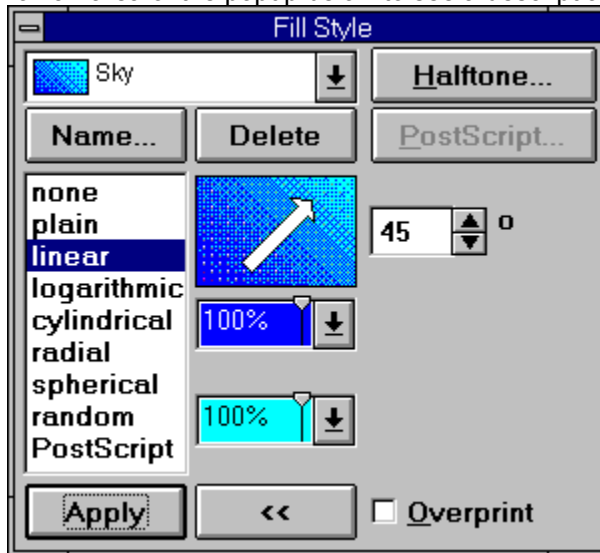 Fill Style
Sky
Halftone...
Name...
Delete
PostScript...
none
plain
linear
logarithmic
cylindrical
radial
spherical
random
PostScript
45 °
100%
100%
Apply
<<
Overprint